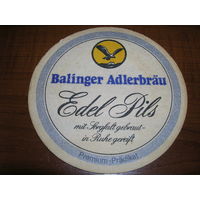 Balinger Adlerbräu
Edel Pils
mit Sorgfalt gebraut-
in Ruhe gereift
Premium-Prädikat